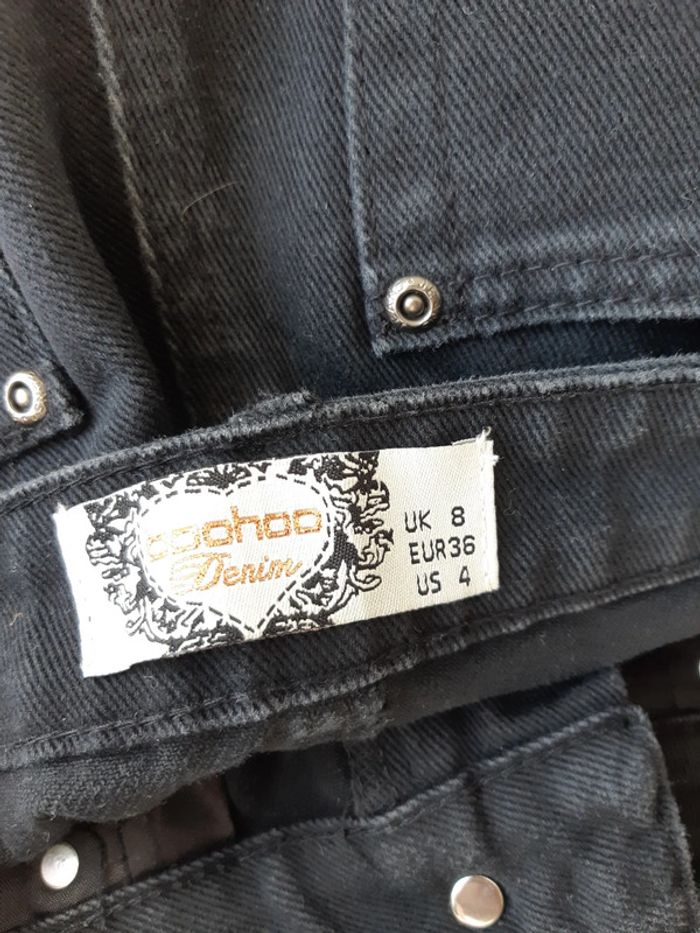 boohoo
Denim
UK 8
EUR36
US 4